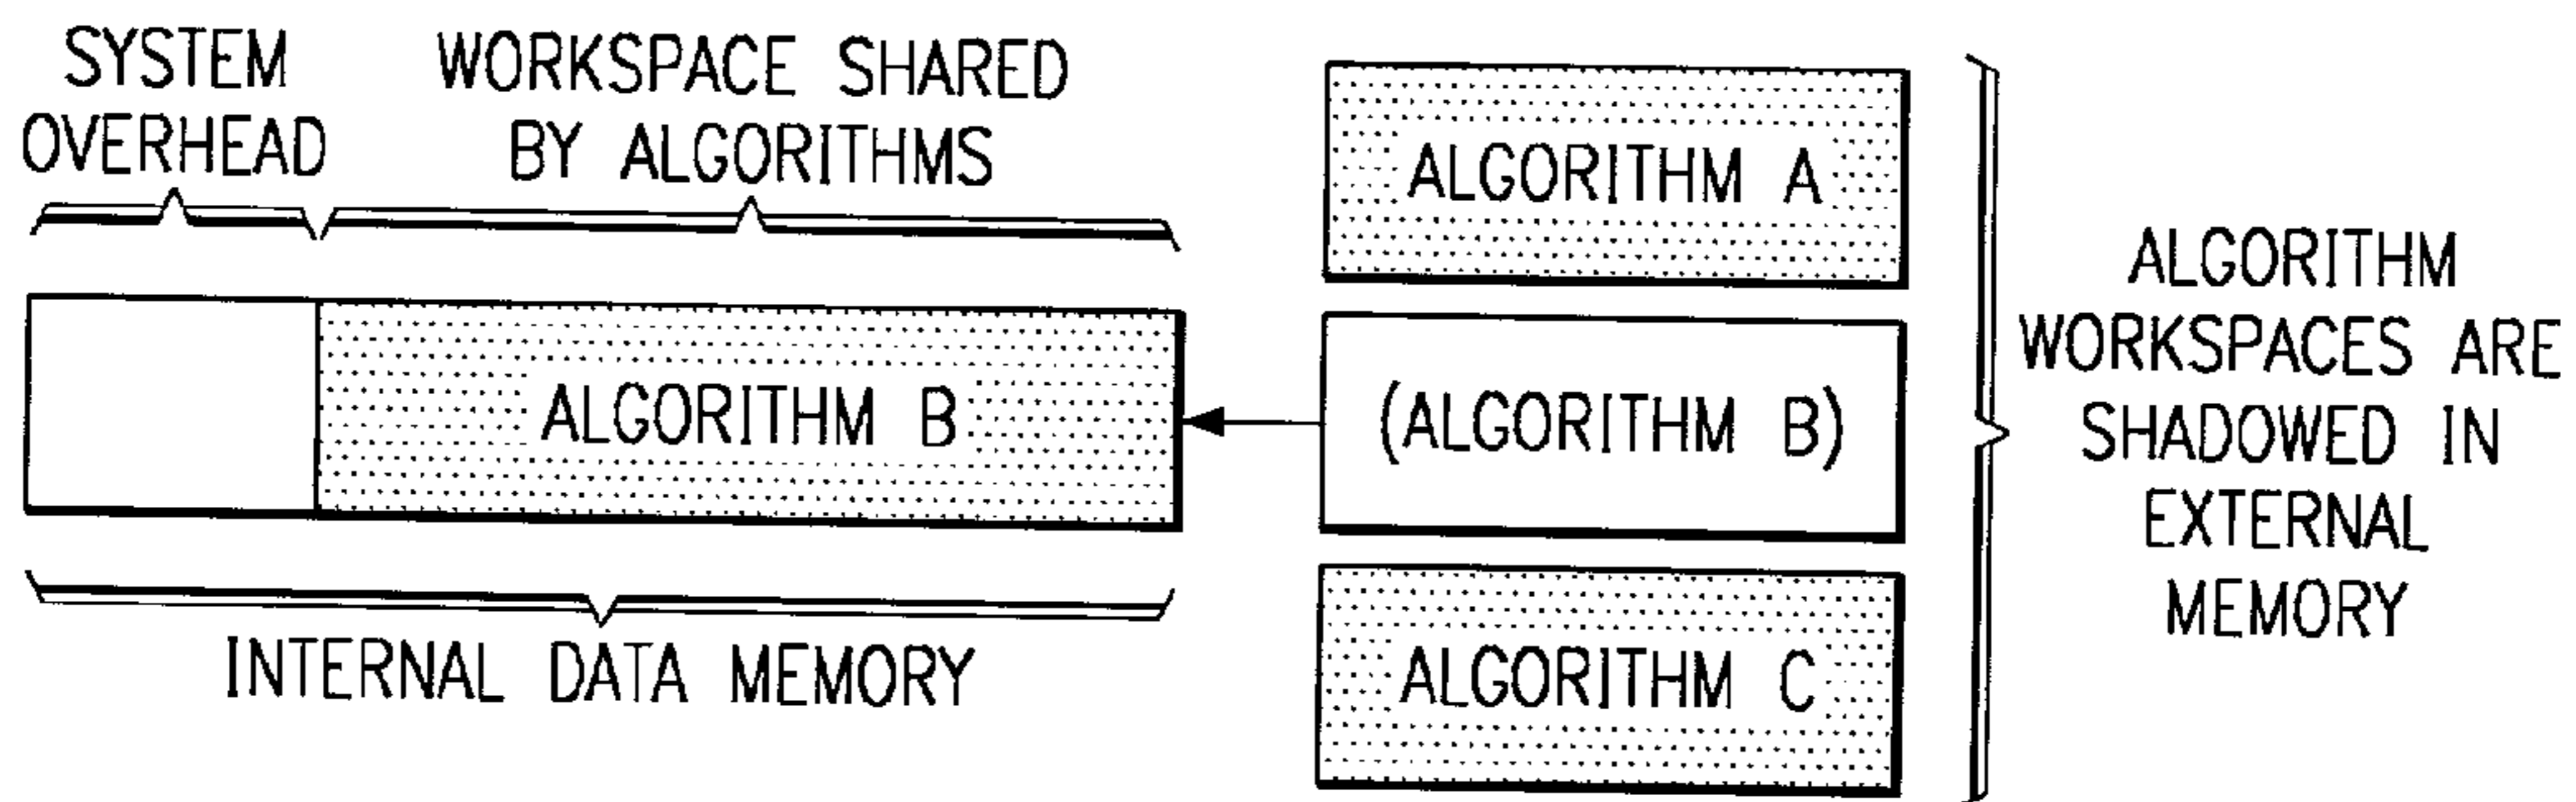 SYSTEM
OVERHEAD
WORKSPACE SHARED
BY ALGORITHMS
ALGORITHM B
INTERNAL DATA MEMORY
ALGORITHM A
(ALGORITHM B)
ALGORITHM C
ALGORITHM
WORKSPACES ARE
SHADOWED IN
EXTERNAL
MEMORY